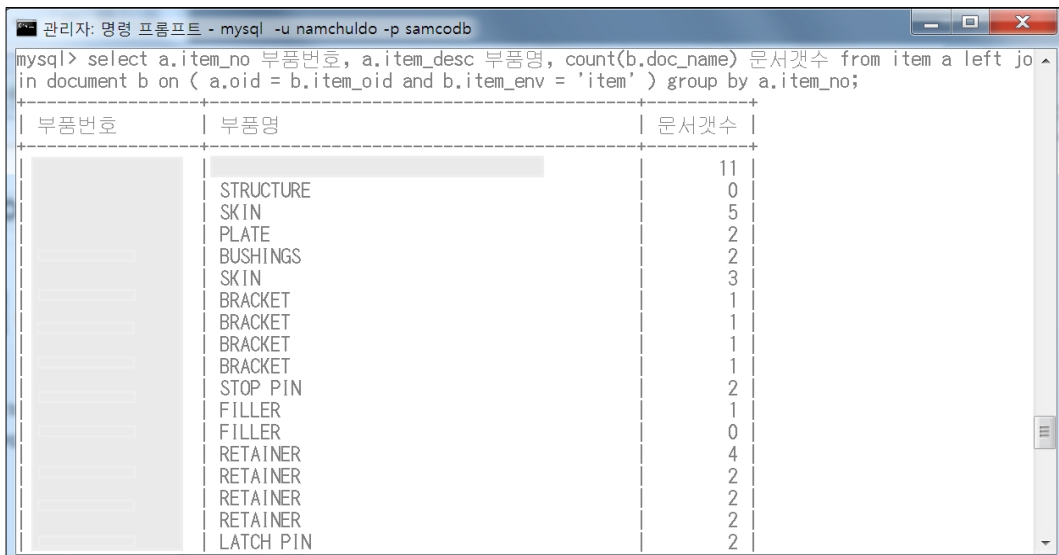 관리자: 명령 프롬프트 - mysql -u namchuldo -p samcodb
mysql> select a.item_no 부품번호, a.item_desc 부품명, count(b.doc_name) 문서갯수 from item a left jo
in document b on ( a.oid = b.item_oid and b.item_env = 'item' ) group by a.item_no;
+------------------+---------------------------------------------+-----------+
| 부품번호 | 부품명 | 문서갯수 |
+------------------+---------------------------------------------+-----------+
| | | 11 |
| | STRUCTURE | 0 |
| | SKIN | 5 |
| | PLATE | 2 |
| | BUSHINGS | 2 |
| | SKIN | 3 |
| | BRACKET | 1 |
| | BRACKET | 1 |
| | BRACKET | 1 |
| | BRACKET | 1 |
| | STOP PIN | 2 |
| | FILLER | 1 |
| | FILLER | 0 |
| | RETAINER | 4 |
| | RETAINER | 2 |
| | RETAINER | 2 |
| | RETAINER | 2 |
| | LATCH PIN | 2 |